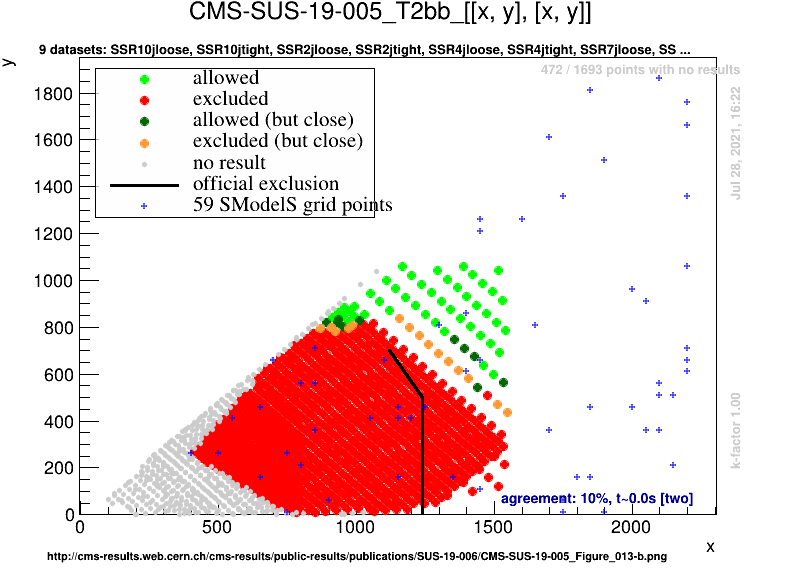 CMS-SUS-19-005_T2bb_[[x, y], [x, y]]
9 datasets: SSR10jloose, SSR10jtight, SSR2jloose, SSR2jtight, SSR4jloose, SSR4jtight, SSR7jloose, SS ...
y
472 / 1693 points with no results
allowed
excluded
allowed (but close)
excluded (but close)
no result
official exclusion
59 SModelS grid points
Jul 28, 2021, 16:22
k-factor 1.00
1800
1600
1400
1200
1000
800
600
400
200
0
agreement: 10%, t~0.0s [two]
0 500 1000 1500 2000
x
http://cms-results.web.cern.ch/cms-results/public-results/publications/SUS-19-006/CMS-SUS-19-005_Figure_013-b.png